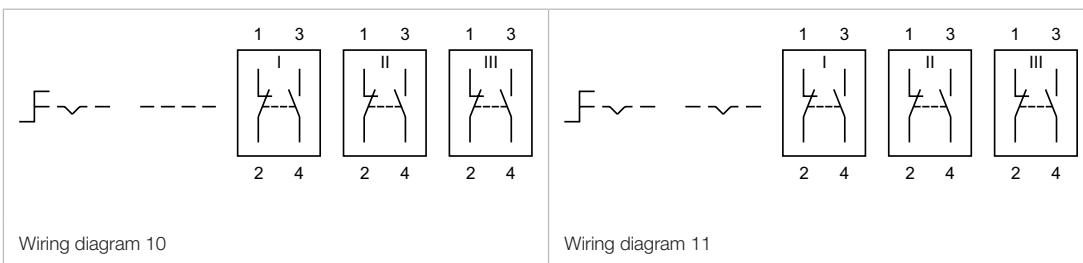 1 3 1 3 1 3 1 3 1 3 1 3
I II III I II III
2 4 2 4 2 4 2 4 2 4 2 4
Wiring diagram 10
Wiring diagram 11